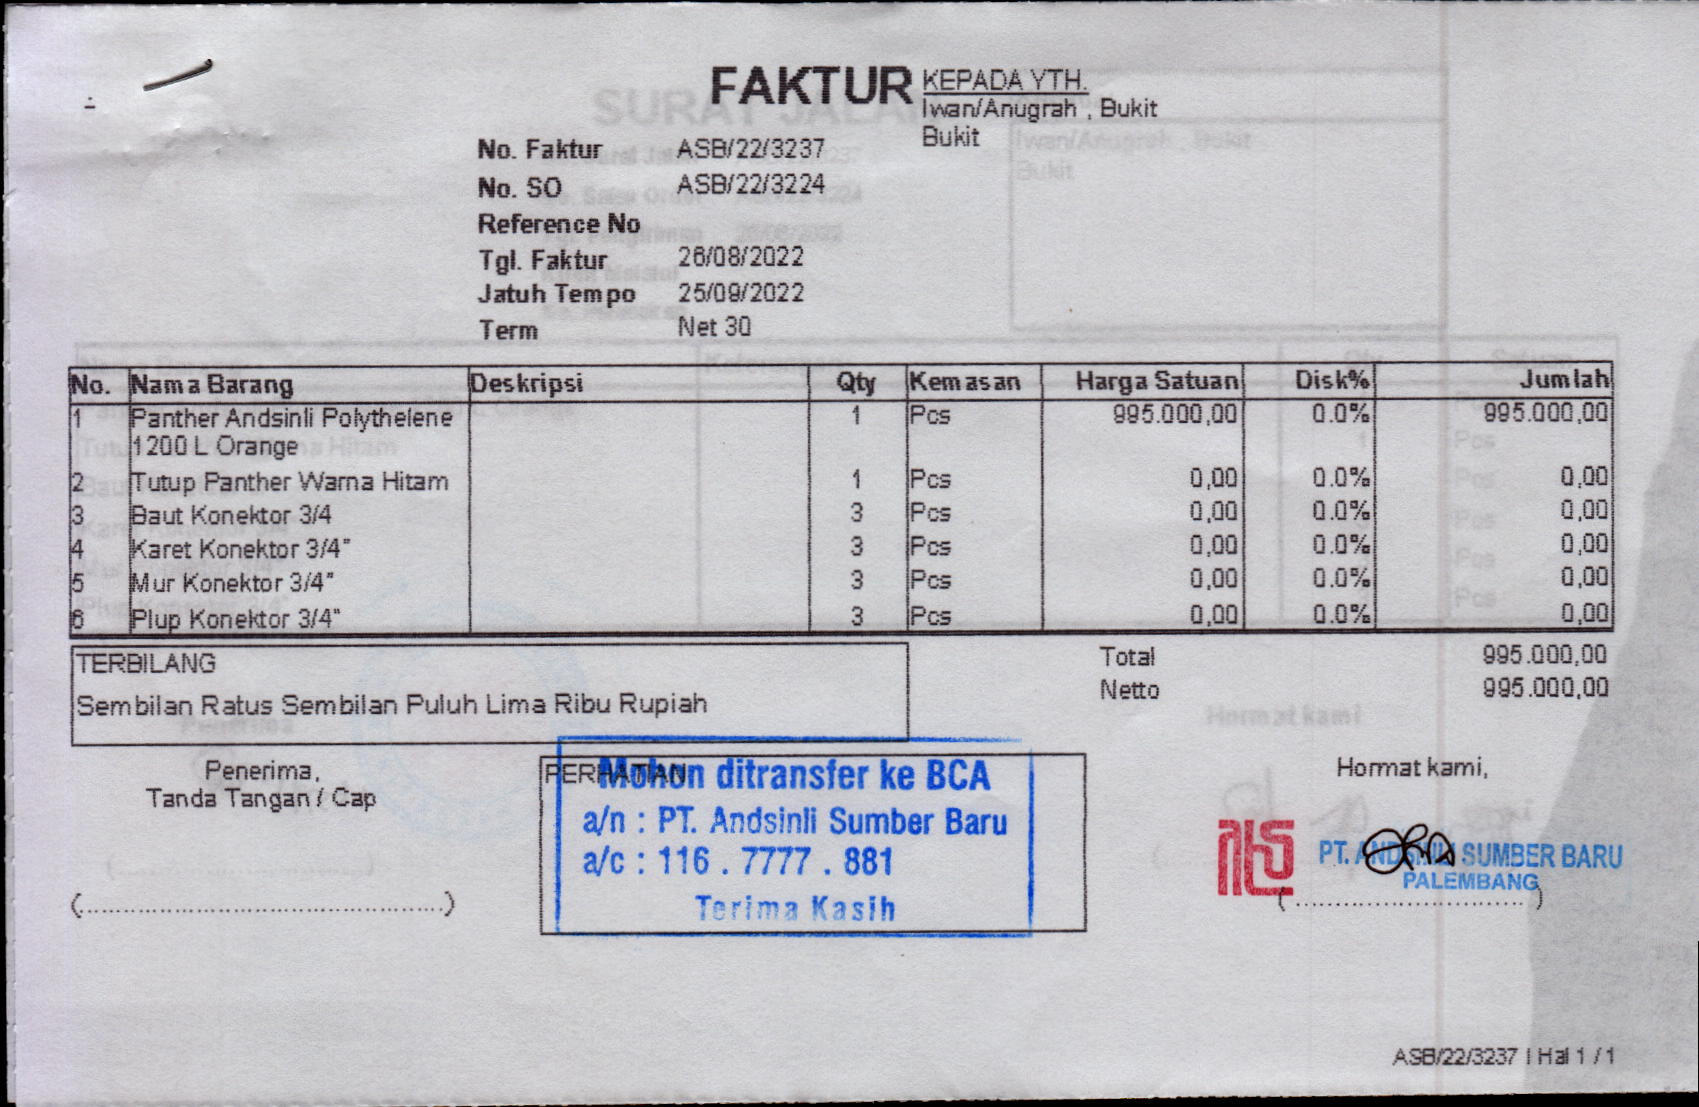 FAKTUR
KEPADA YTH.
Iwan/Anugrah , Bukit
Bukit
No. Faktur ASB/22/3237
No. SO ASB/22/3224
Reference No
Tgl. Faktur 26/08/2022
Jatuh Tempo 25/09/2022
Term Net 30
No. Nama Barang Deskripsi Qty Kemasan Harga Satuan Disk% Jumlah
1 Panther Andsinli Polythelene 1 Pcs 995.000,00 0.0% 995.000,00
1200 L Orange
2 Tutup Panther Warna Hitam 1 Pcs 0,00 0.0% 0,00
3 Baut Konektor 3/4 3 Pcs 0,00 0.0% 0,00
4 Karet Konektor 3/4" 3 Pcs 0,00 0.0% 0,00
5 Mur Konektor 3/4" 3 Pcs 0,00 0.0% 0,00
6 Plup Konektor 3/4" 3 Pcs 0,00 0.0% 0,00
TERBILANG
Sembilan Ratus Sembilan Puluh Lima Ribu Rupiah
Total 995.000,00
Netto 995.000,00
Penerima,
Tanda Tangan / Cap
(..........................................)
PERHATIAN
Mohon ditransfer ke BCA
a/n : PT. Andsinli Sumber Baru
a/c : 116 . 7777 . 881
Terima Kasih
Hormat kami,
PT. ANDSINLI SUMBER BARU
PALEMBANG
(..........................)
ASB/22/3237 | Hal 1 / 1